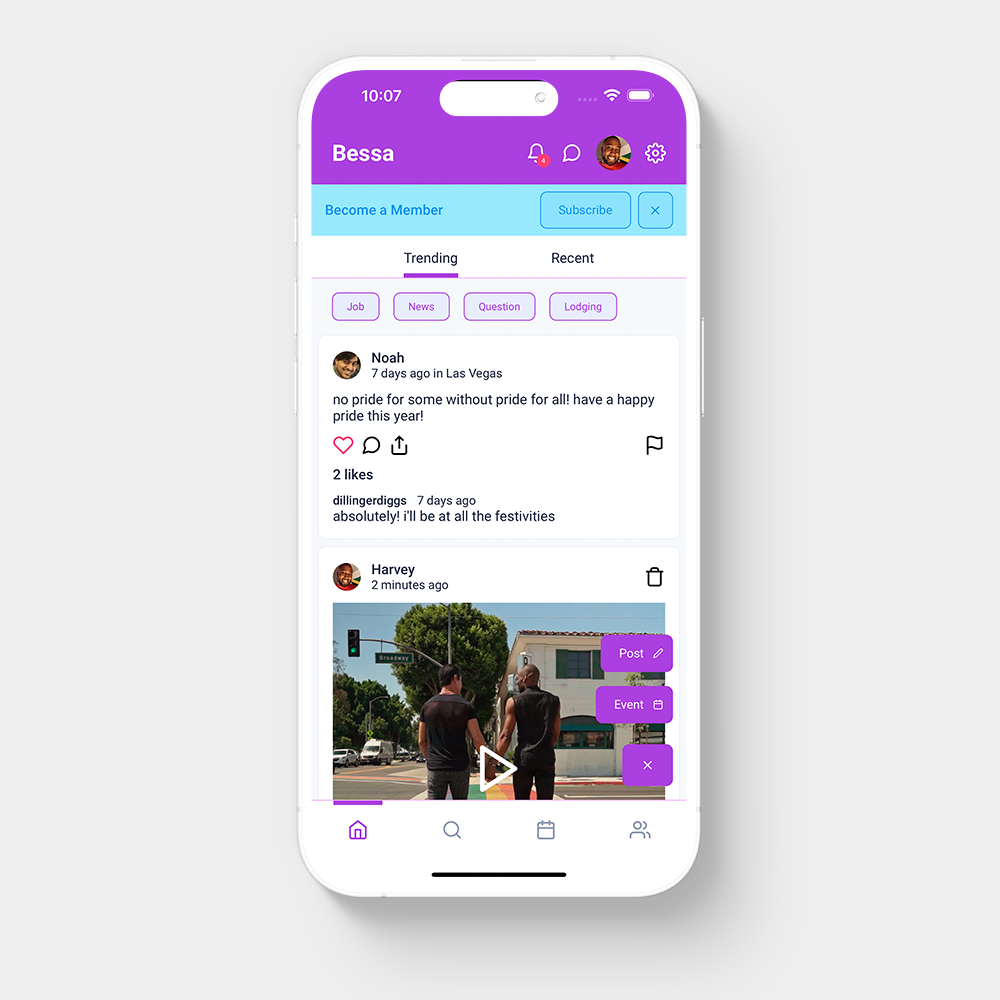 10:07
Bessa
4
Become a Member
Subscribe
Trending
Recent
Job
News
Question
Lodging
Noah
7 days ago in Las Vegas
no pride for some without pride for all! have a happy
pride this year!
2 likes
dillingerdiggs 7 days ago
absolutely! i'll be at all the festivities
Harvey
2 minutes ago
Broadway
Post
Event